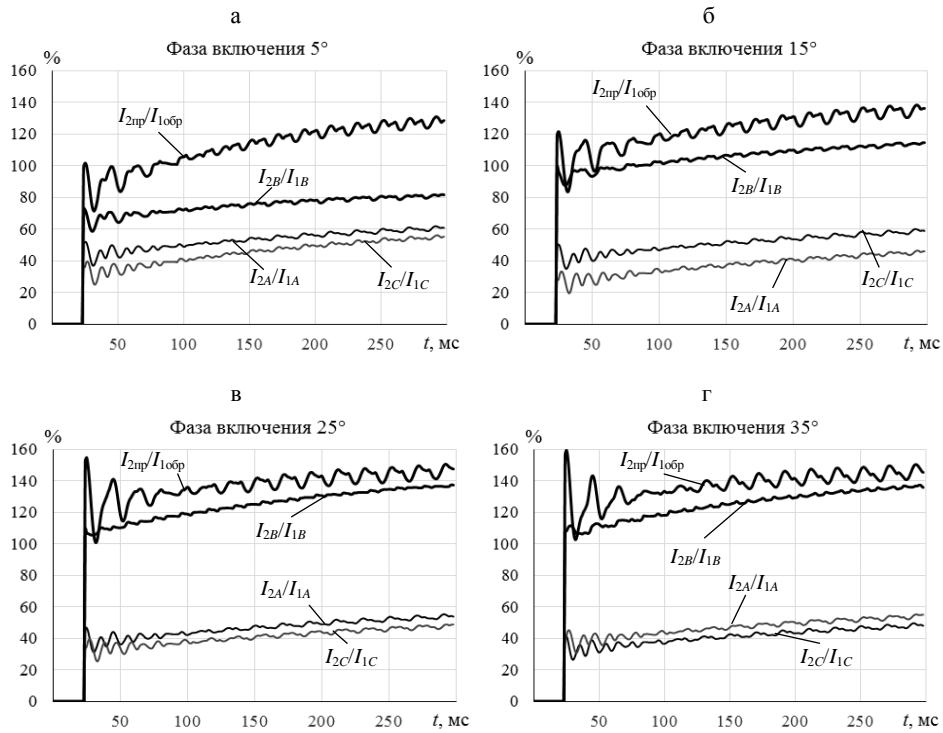 а
Фаза включения 5°
%
160
140
120
100
80
60
40
20
0
I2пр/I1обр
I2B/I1B
I2A/I1A
I2C/I1C
50 100 150 200 250 t, мс
б
Фаза включения 15°
%
160
140
120
100
80
60
40
20
0
I2пр/I1обр
I2B/I1B
I2C/I1C
I2A/I1A
50 100 150 200 250 t, мс
в
Фаза включения 25°
%
160
140
120
100
80
60
40
20
0
I2пр/I1обр
I2B/I1B
I2A/I1A
I2C/I1C
50 100 150 200 250 t, мс
г
Фаза включения 35°
%
160
140
120
100
80
60
40
20
0
I2пр/I1обр
I2B/I1B
I2A/I1A
I2C/I1C
50 100 150 200 250 t, мс